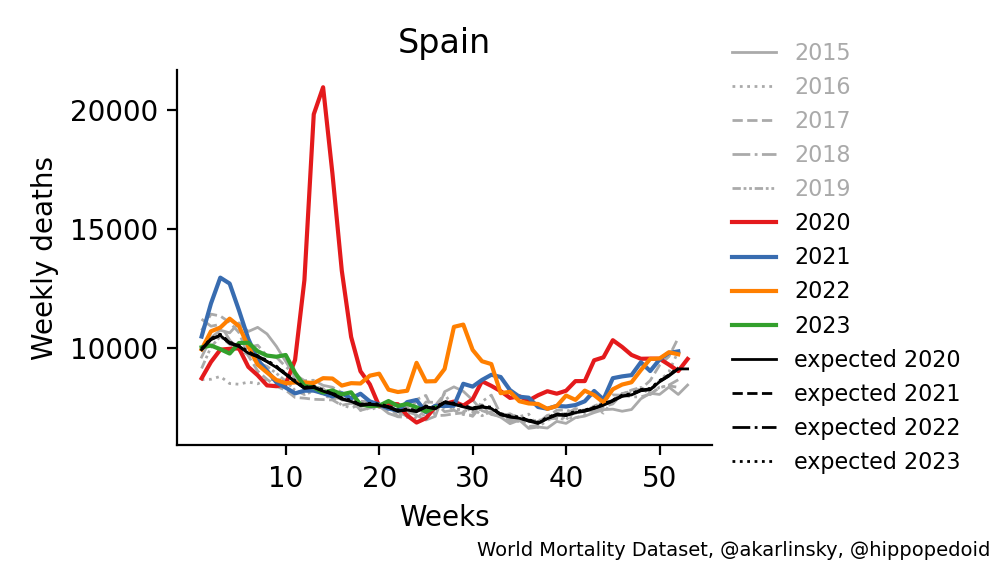 Spain
Weekly deaths
20000
15000
10000
10 20 30 40 50
Weeks
2015
2016
2017
2018
2019
2020
2021
2022
2023
expected 2020
expected 2021
expected 2022
expected 2023
World Mortality Dataset, @akarlinsky, @hippopedoid